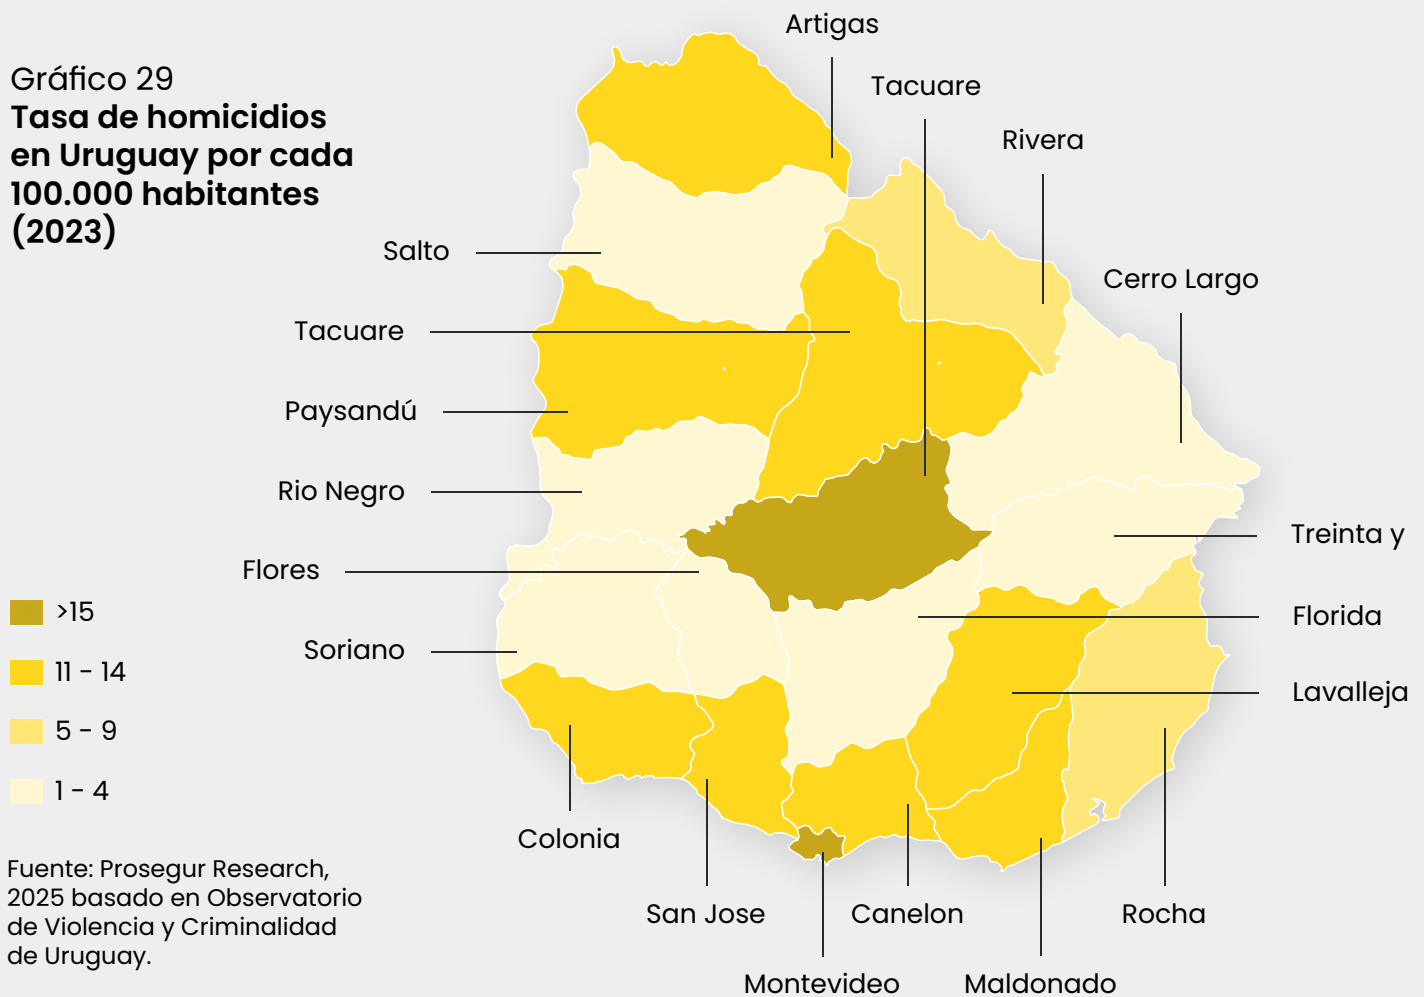 Gráfico 29
Tasa de homicidios
en Uruguay por cada
100.000 habitantes
(2023)
Artigas
Tacuare
Rivera
Salto
Cerro Largo
Tacuare
Paysandú
Rio Negro
Treinta y
Flores
Florida
Soriano
Lavalleja
>15
11 - 14
5 - 9
1 - 4
Colonia
San Jose
Canelon
Rocha
Montevideo
Maldonado
Fuente: Prosegur Research,
2025 basado en Observatorio
de Violencia y Criminalidad
de Uruguay.